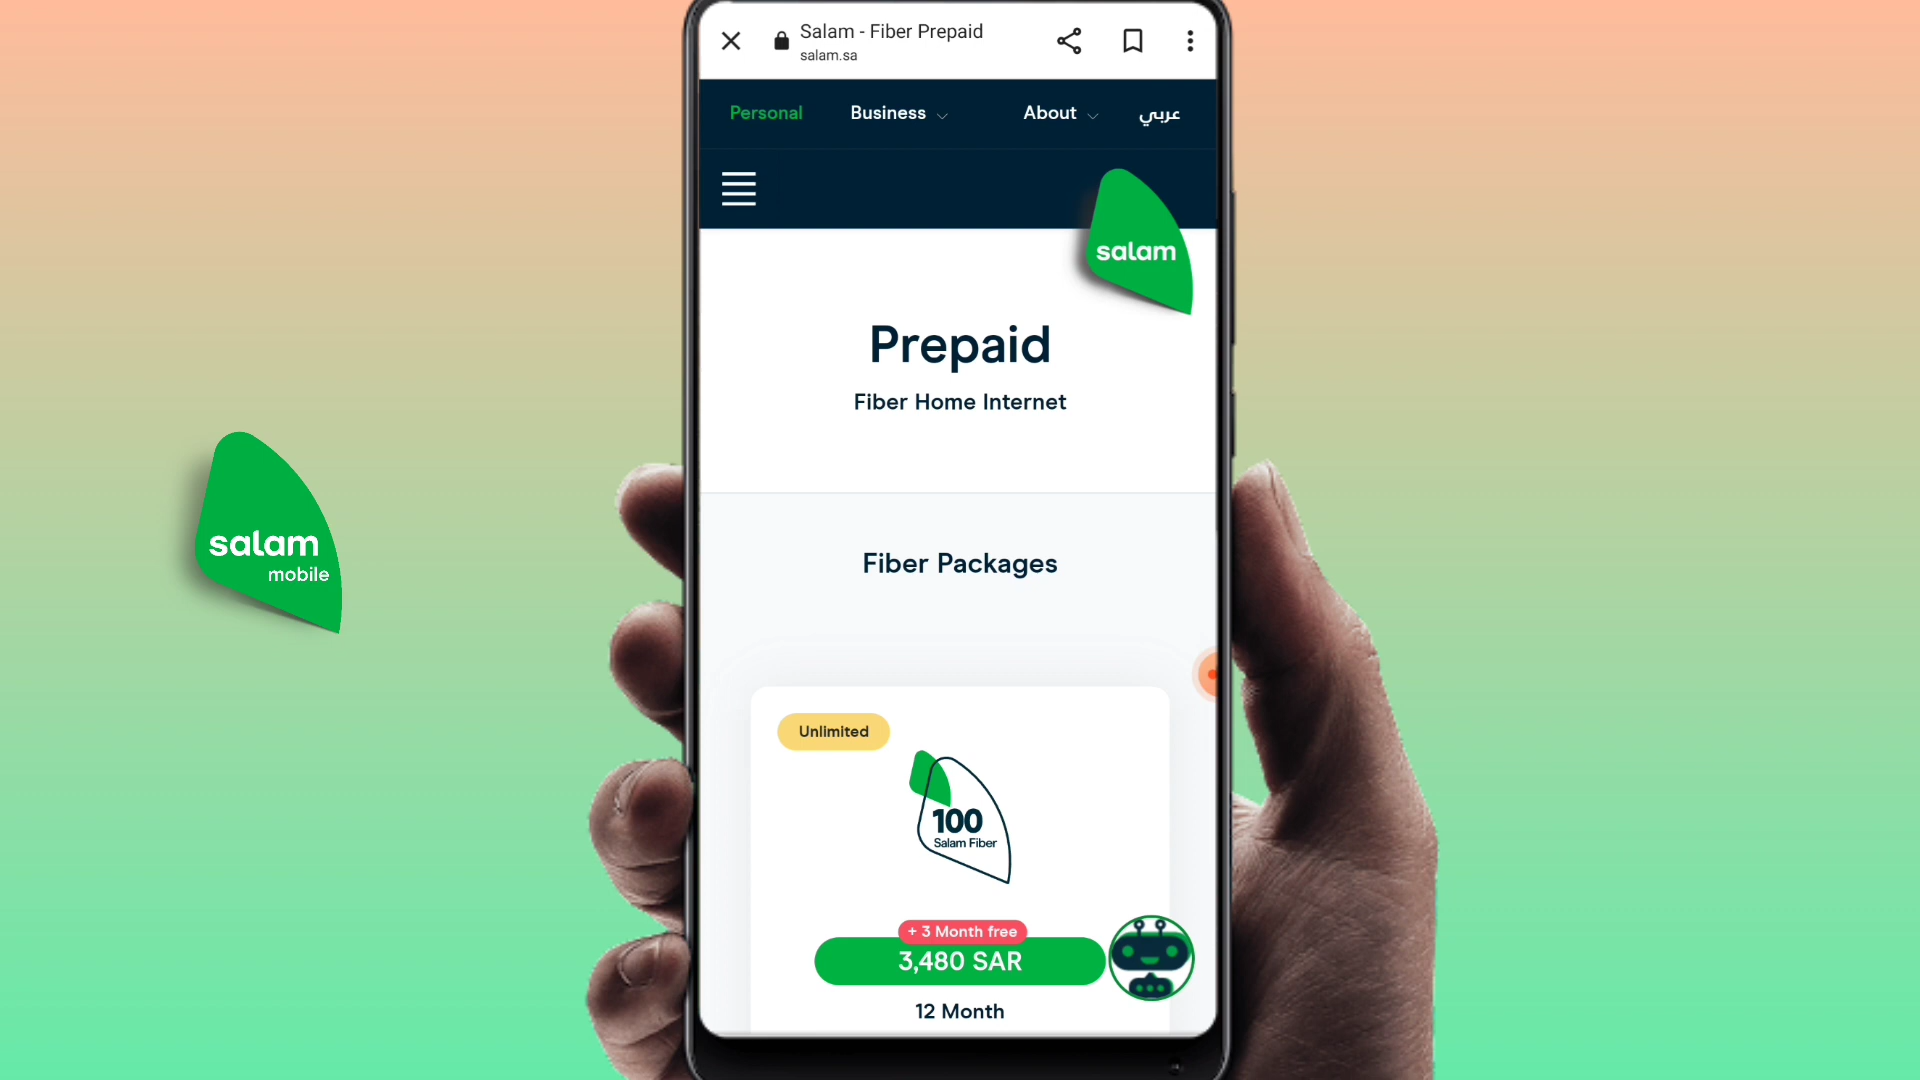 Salam - Fiber Prepaid
salam.sa
Personal
Business
About
عربي
salam
Prepaid
Fiber Home Internet
salam
mobile
Fiber Packages
Unlimited
100
Salam Fiber
+ 3 Month free
3,480 SAR
12 Month